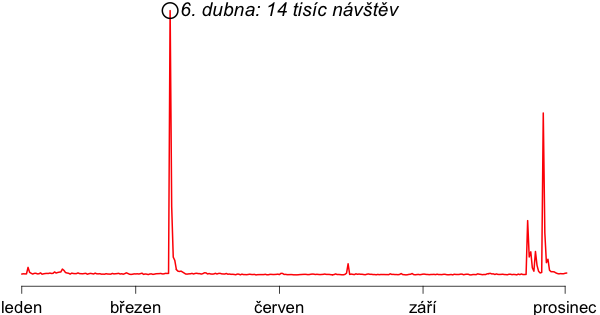 6. dubna: 14 tisíc návštěv
leden březen červen září prosinec